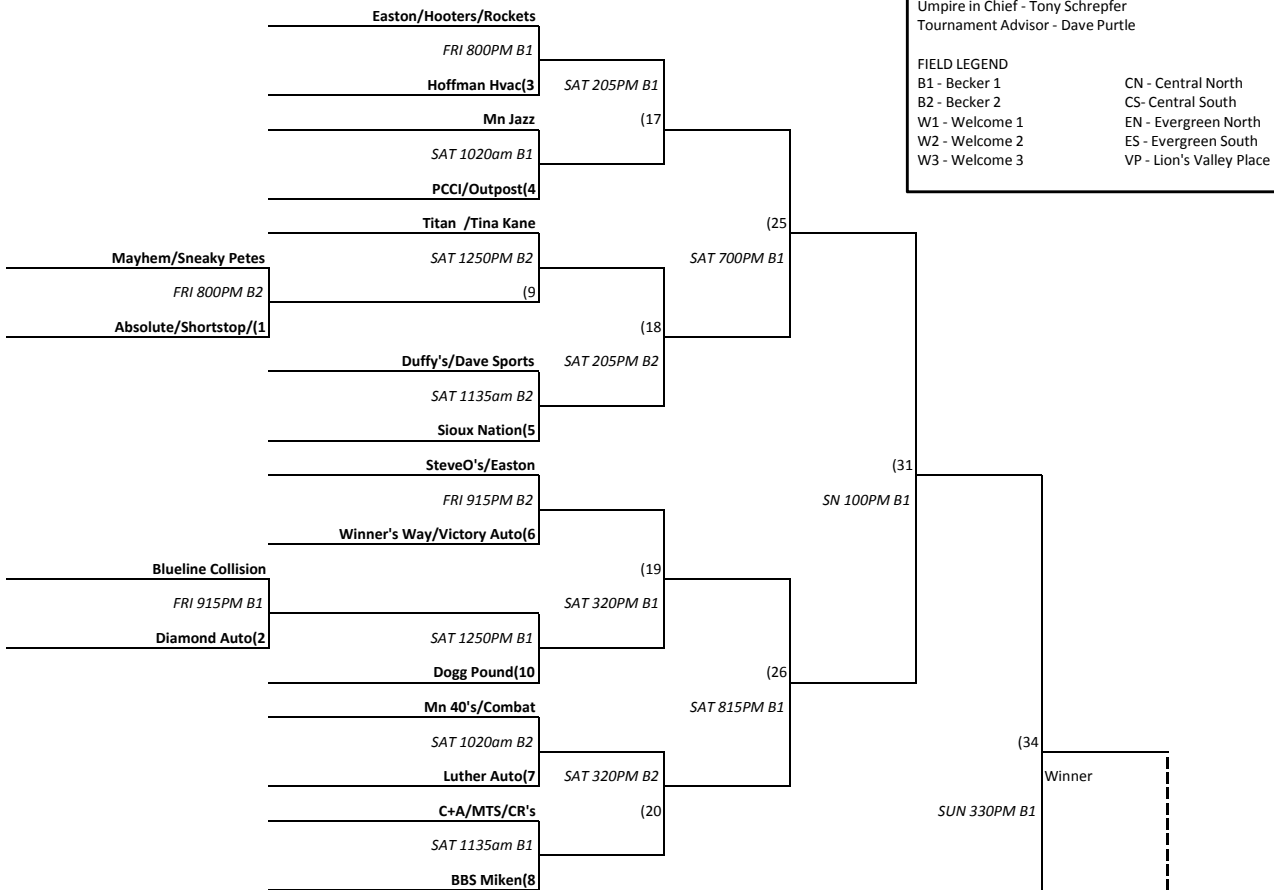 Umpire in Chief - Tony Schrepfer
Tournament Advisor - Dave Purtle
FIELD LEGEND
B1 - Becker 1 CN - Central North
B2 - Becker 2 CS- Central South
W1 - Welcome 1 EN - Evergreen North
W2 - Welcome 2 ES - Evergreen South
W3 - Welcome 3 VP - Lion's Valley Place
Easton/Hooters/Rockets
FRI 800PM B1
Hoffman Hvac(3 SAT 205PM B1
Mn Jazz (17
SAT 1020am B1
PCCI/Outpost(4
Titan /Tina Kane (25
Mayhem/Sneaky Petes SAT 1250PM B2 SAT 700PM B1
FRI 800PM B2 (9
Absolute/Shortstop/(1 (18
Duffy's/Dave Sports SAT 205PM B2
SAT 1135am B2
Sioux Nation(5
SteveO's/Easton (31
FRI 915PM B2 SN 100PM B1
Winner's Way/Victory Auto(6
Blueline Collision (19
FRI 915PM B1 SAT 320PM B1
Diamond Auto(2 SAT 1250PM B1
Dogg Pound(10 (26
Mn 40's/Combat SAT 815PM B1
SAT 1020am B2 (34
Luther Auto(7 SAT 320PM B2 Winner
C+A/MTS/CR's (20 SUN 330PM B1
SAT 1135am B1
BBS Miken(8